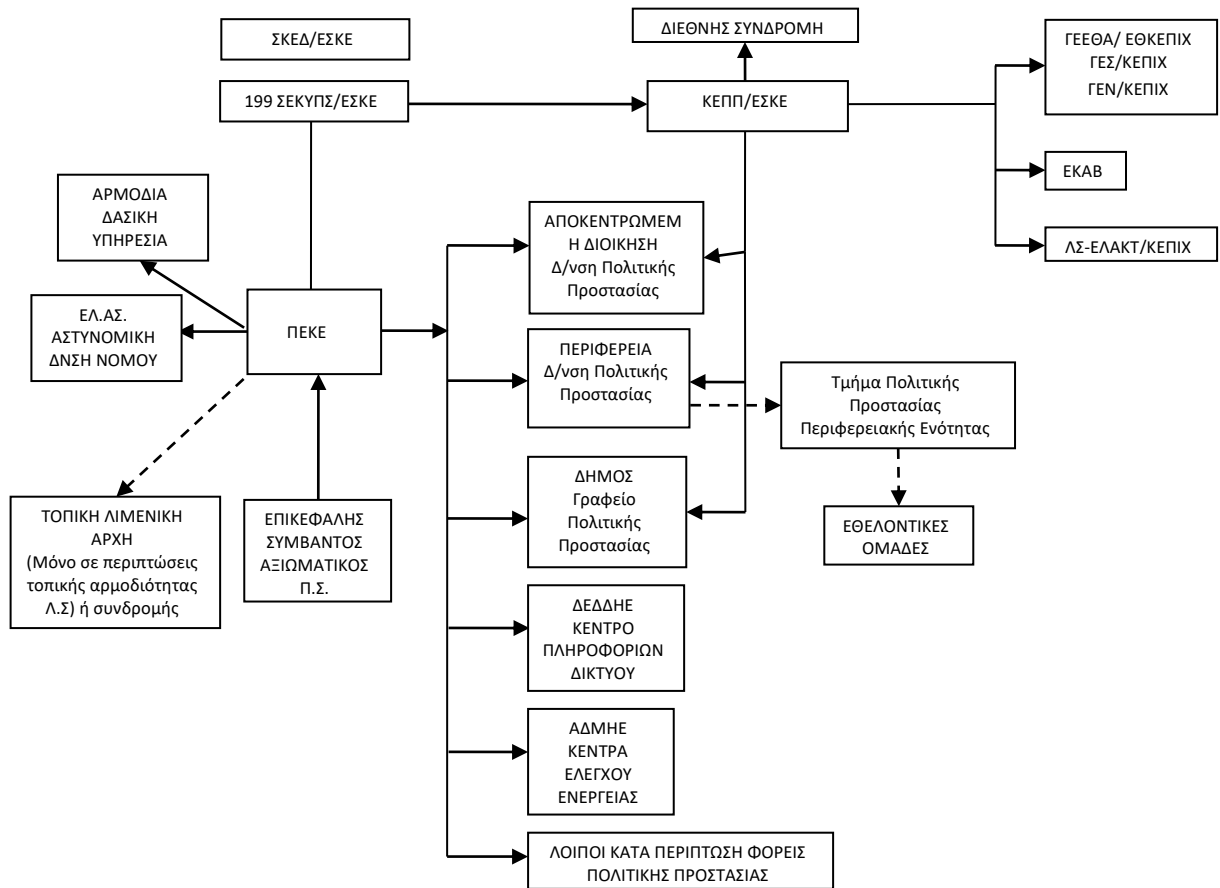 ΣΚΕΔ/ΕΣΚΕ
ΔΙΕΘΝΗΣ ΣΥΝΔΡΟΜΗ
ΓΕΕΘΑ/ ΕΘΚΕΠΙΧ
ΓΕΣ/ΚΕΠΙΧ
ΓΕΝ/ΚΕΠΙΧ
199 ΣΕΚΥΠΣ/ΕΣΚΕ
ΚΕΠΠ/ΕΣΚΕ
ΕΚΑΒ
ΛΣ-ΕΛΑΚΤ/ΚΕΠΙΧ
ΑΡΜΟΔΙΑ
ΔΑΣΙΚΗ
ΥΠΗΡΕΣΙΑ
ΑΠΟΚΕΝΤΡΩΜΕΜ
Η ΔΙΟΙΚΗΣΗ
Δ/νση Πολιτικής
Προστασίας
ΕΛ.ΑΣ.
ΑΣΤΥΝΟΜΙΚΗ
ΔΝΣΗ ΝΟΜΟΥ
ΠΕΚΕ
ΠΕΡΙΦΕΡΕΙΑ
Δ/νση Πολιτικής
Προστασίας
Τμήμα Πολιτικής
Προστασίας
Περιφερειακής Ενότητας
ΤΟΠΙΚΗ ΛΙΜΕΝΙΚΗ
ΑΡΧΗ
(Μόνο σε περιπτώσεις
τοπικής αρμοδιότητας
Λ.Σ) ή συνδρομής
ΕΠΙΚΕΦΑΛΗΣ
ΣΥΜΒΑΝΤΟΣ
ΑΞΙΩΜΑΤΙΚΟΣ
Π.Σ.
ΔΗΜΟΣ
Γραφείο
Πολιτικής
Προστασίας
ΕΘΕΛΟΝΤΙΚΕΣ
ΟΜΑΔΕΣ
ΔΕΔΔΗΕ
ΚΕΝΤΡΟ
ΠΛΗΡΟΦΟΡΙΩΝ
ΔΙΚΤΥΟΥ
ΑΔΜΗΕ
ΚΕΝΤΡΑ
ΕΛΕΓΧΟΥ
ΕΝΕΡΓΕΙΑΣ
ΛΟΙΠΟΙ ΚΑΤΑ ΠΕΡΙΠΤΩΣΗ ΦΟΡΕΙΣ
ΠΟΛΙΤΙΚΗΣ ΠΡΟΣΤΑΣΙΑΣ